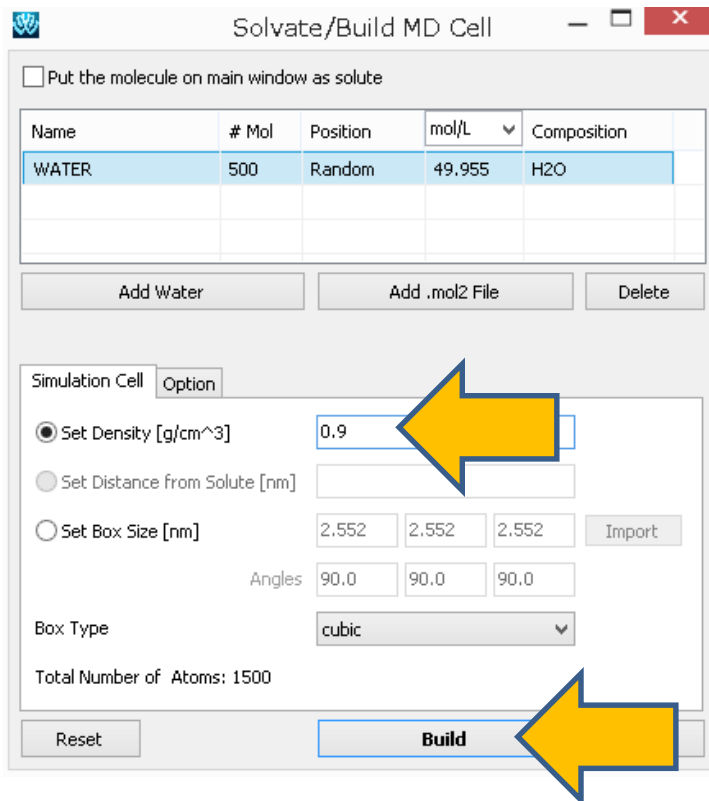 Solvate/Build MD Cell
Put the molecule on main window as solute
Name # Mol Position mol/L Composition
WATER 500 Random 49.955 H2O
Add Water Add .mol2 File Delete
Simulation Cell Option
Set Density [g/cm^3] 0.9
Set Distance from Solute [nm]
Set Box Size [nm] 2.552 2.552 2.552 Import
Angles 90.0 90.0 90.0
Box Type cubic
Total Number of Atoms: 1500
Reset Build